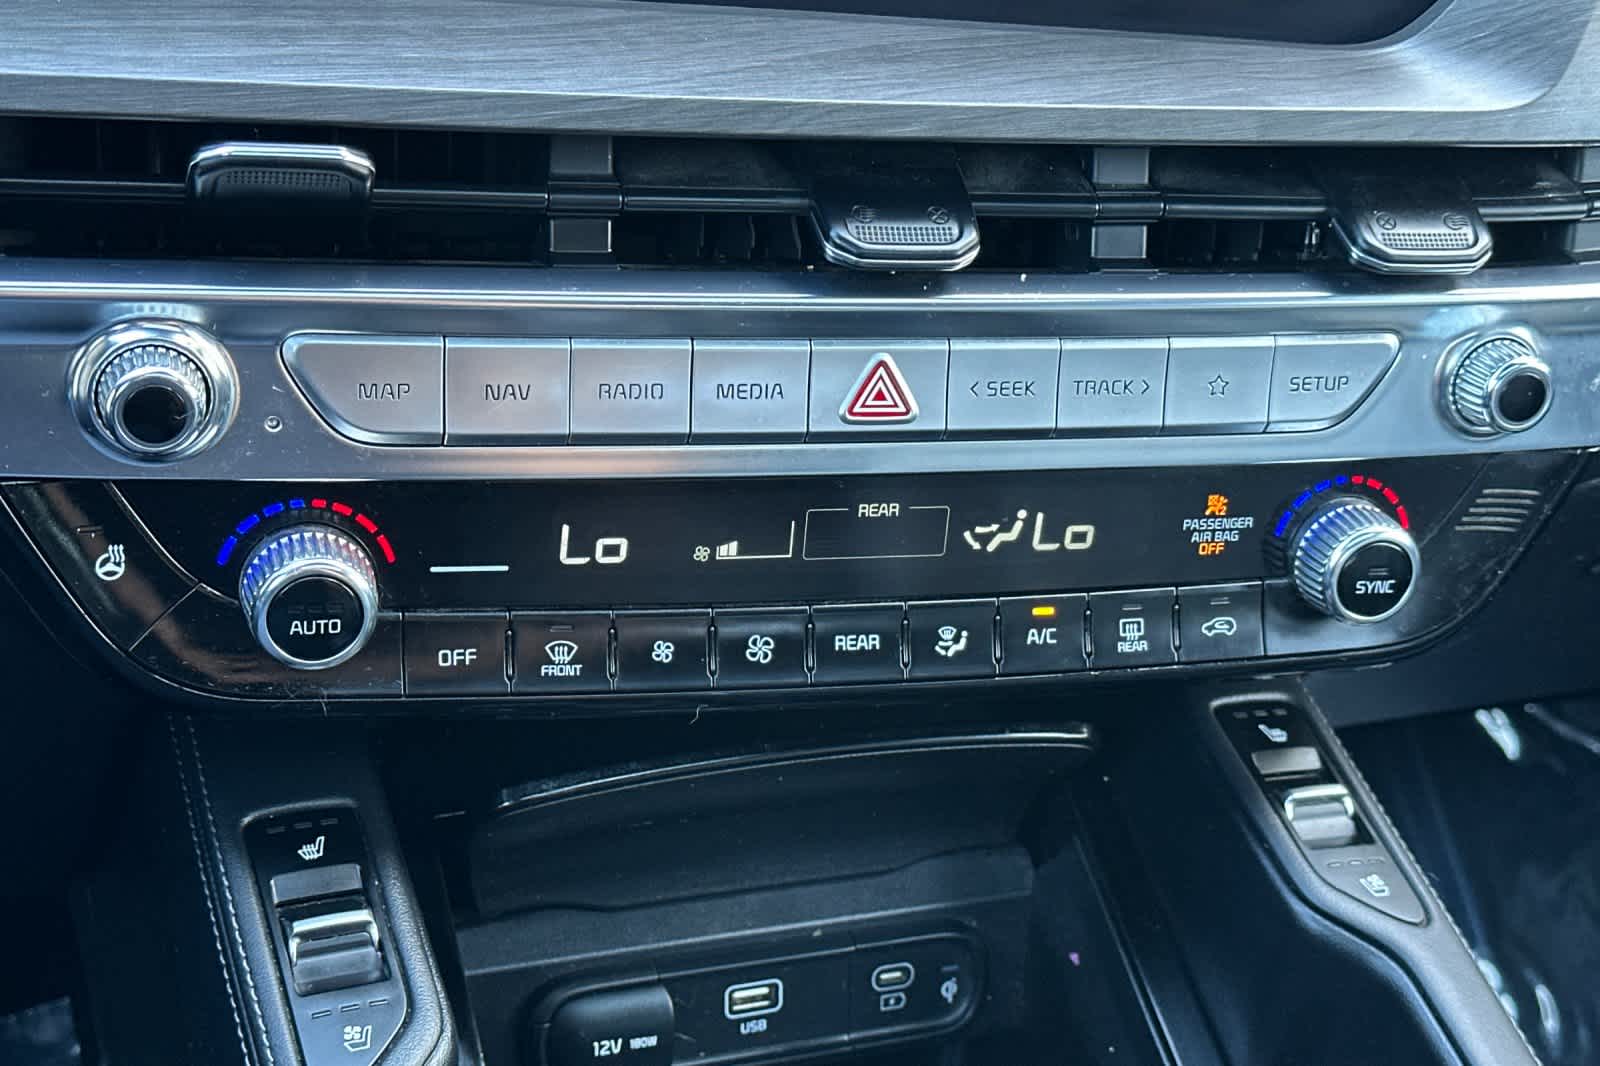 MAP
NAV
RADIO
MEDIA
< SEEK
TRACK >
SETUP
REAR
Lo
Lo
PASSENGER
AIR BAG
OFF
AUTO
SYNC
OFF
FRONT
REAR
A/C
REAR
12V 180W
USB